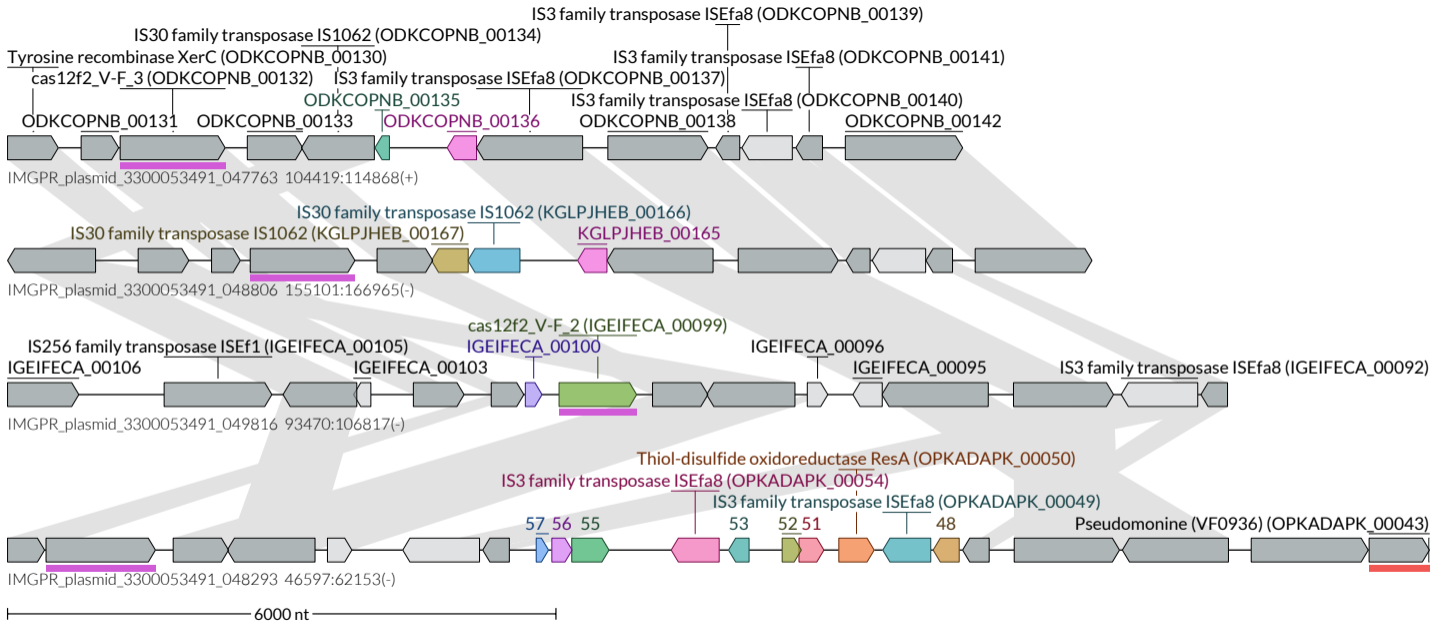 IS3 family transposase ISEfa8 (ODKCOPNB_00139)
IS30 family transposase IS1062 (ODKCOPNB_00134)
Tyrosine recombinase XerC (ODKCOPNB_00130)
IS3 family transposase ISEfa8 (ODKCOPNB_00141)
cas12f2_V-F_3 (ODKCOPNB_00132)
IS3 family transposase ISEfa8 (ODKCOPNB_00137)
ODKCOPNB_00135
IS3 family transposase ISEfa8 (ODKCOPNB_00140)
ODKCOPNB_00131
ODKCOPNB_00133
ODKCOPNB_00136
ODKCOPNB_00138
ODKCOPNB_00142
IMGPR_plasmid_3300053491_047763 104419:114868(+)
IS30 family transposase IS1062 (KGLPJHEB_00166)
IS30 family transposase IS1062 (KGLPJHEB_00167)
KGLPJHEB_00165
IMGPR_plasmid_3300053491_048806 155101:166965(-)
cas12f2_V-F_2 (IGEIFECA_00099)
IS256 family transposase ISEf1 (IGEIFECA_00105)
IGEIFECA_00100
IGEIFECA_00096
IGEIFECA_00106
IGEIFECA_00103
IGEIFECA_00095
IS3 family transposase ISEfa8 (IGEIFECA_00092)
IMGPR_plasmid_3300053491_049816 93470:106817(-)
Thiol-disulfide oxidoreductase ResA (OPKADAPK_00050)
IS3 family transposase ISEfa8 (OPKADAPK_00054)
IS3 family transposase ISEfa8 (OPKADAPK_00049)
57 56 55 53 52 51 48
Pseudomonine (VF0936) (OPKADAPK_00043)
IMGPR_plasmid_3300053491_048293 46597:62153(-)
6000 nt